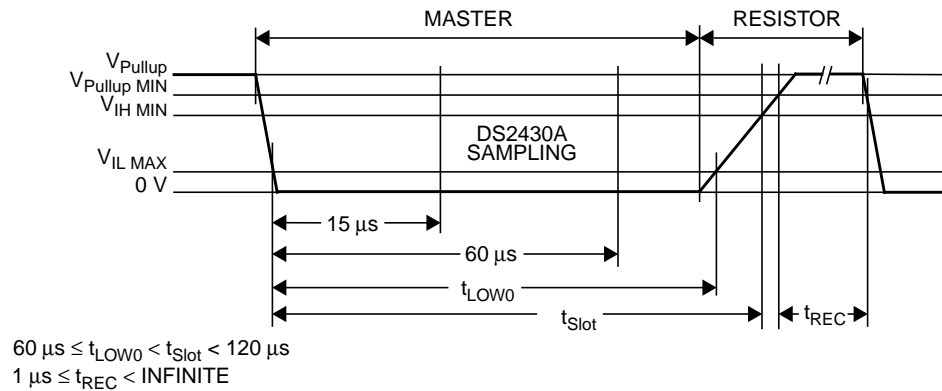 MASTER RESISTOR
VPullup
VPullup MIN
VIH MIN
DS2430A
SAMPLING
VIL MAX
0 V
15 μs
60 μs
tLOW0
tSlot tREC
60 μs ≤ tLOW0 < tSlot < 120 μs
1 μs ≤ tREC < INFINITE